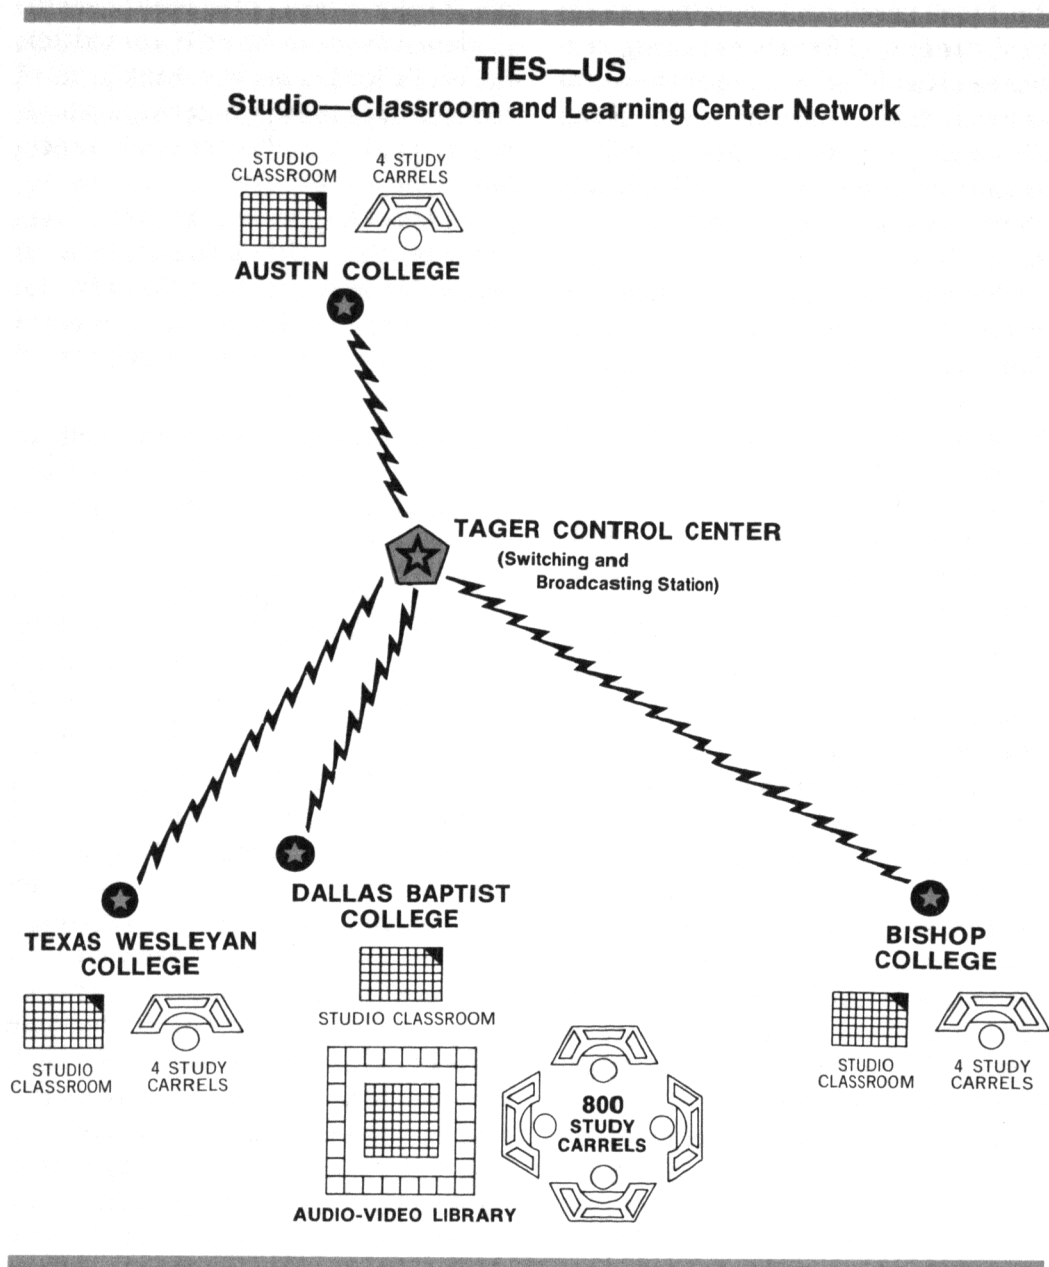 TIES—US
Studio—Classroom and Learning Center Network
STUDIO
CLASSROOM
4 STUDY
CARRELS
AUSTIN COLLEGE
TAGER CONTROL CENTER
(Switching and
Broadcasting Station)
DALLAS BAPTIST
COLLEGE
STUDIO CLASSROOM
AUDIO-VIDEO LIBRARY
800
STUDY
CARRELS
TEXAS WESLEYAN
COLLEGE
STUDIO
CLASSROOM
4 STUDY
CARRELS
BISHOP
COLLEGE
STUDIO
CLASSROOM
4 STUDY
CARRELS